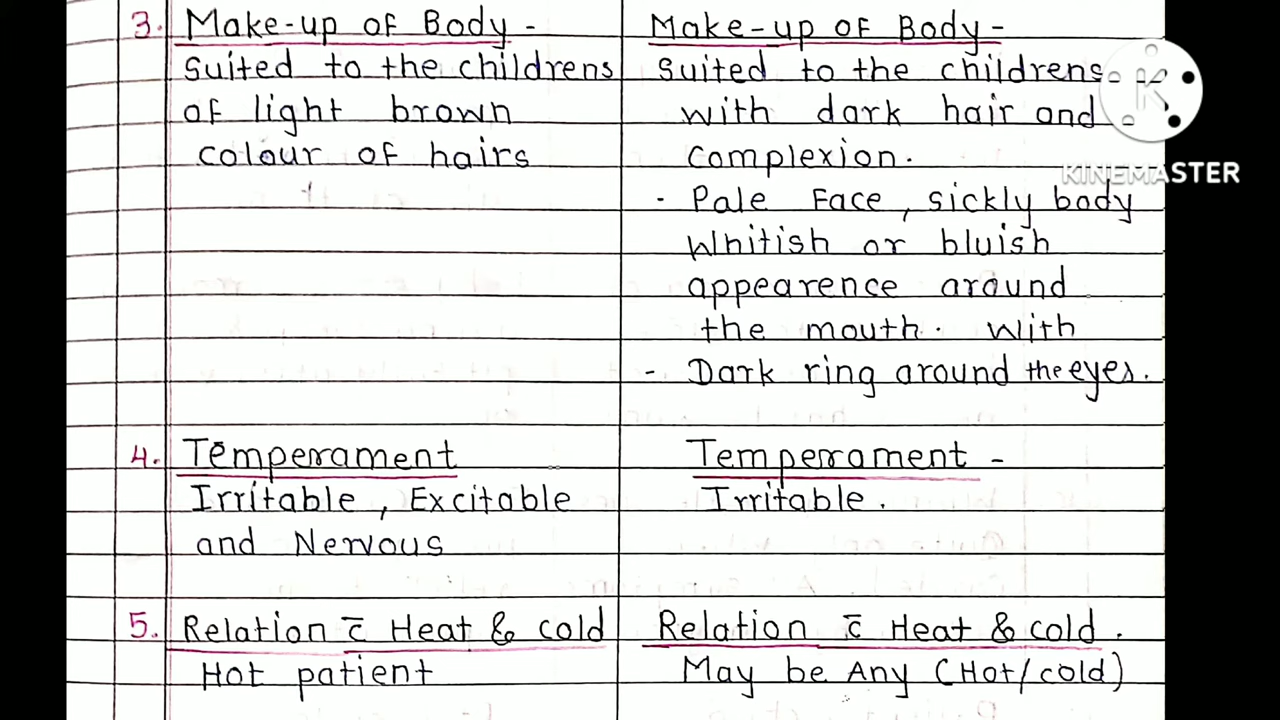 3. Make-up of Body -
suited to the childrens
of light brown
colour of hairs
Make-up of Body -
suited to the childrens
with dark hair and
complexion.
- Pale Face, sickly body
Whitish or bluish
appearence around
the mouth. With
- Dark ring around the eyes.
4. Temperament
Irritable, Excitable
and Nervous
Temperament -
Irritable.
5. Relation c̄ Heat & cold
Hot patient
Relation c̄ Heat & cold.
May be Any (Hot/cold)
K
KINEMASTER